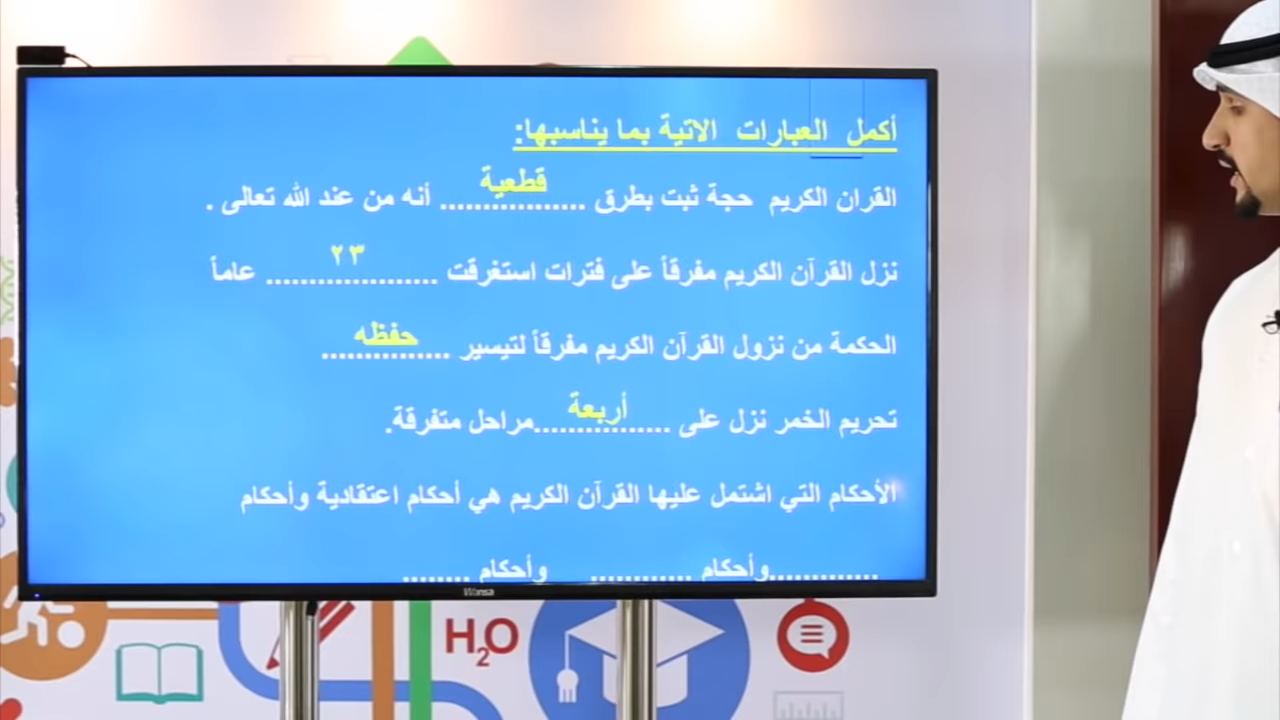 أكمل العبارات الاتية بما يناسبها:
القران الكريم حجة ثبت بطرق ................. قطعية أنه من عند الله تعالى .
نزل القرآن الكريم مفرقاً على فترات استغرقت .................... ٢٣ عاماً
الحكمة من نزول القرآن الكريم مفرقاً لتيسير ............... حفظه
تحريم الخمر نزل على ................ أربعة مراحل متفرقة.
الأحكام التي اشتمل عليها القرآن الكريم هي أحكام اعتقادية وأحكام
.............وأحكام ............ وأحكام ........
Wansa
H2O